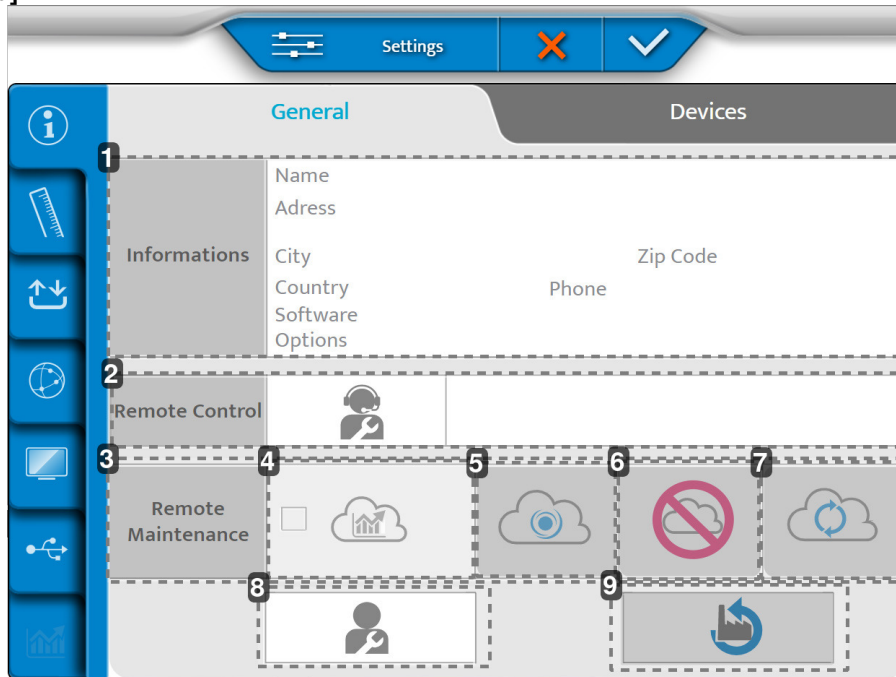 Settings
General
Devices
1
Informations
Name
Adress
City
Zip Code
Country
Phone
Software
Options
2
Remote Control
3
4
5
6
7
Remote
Maintenance
8
9